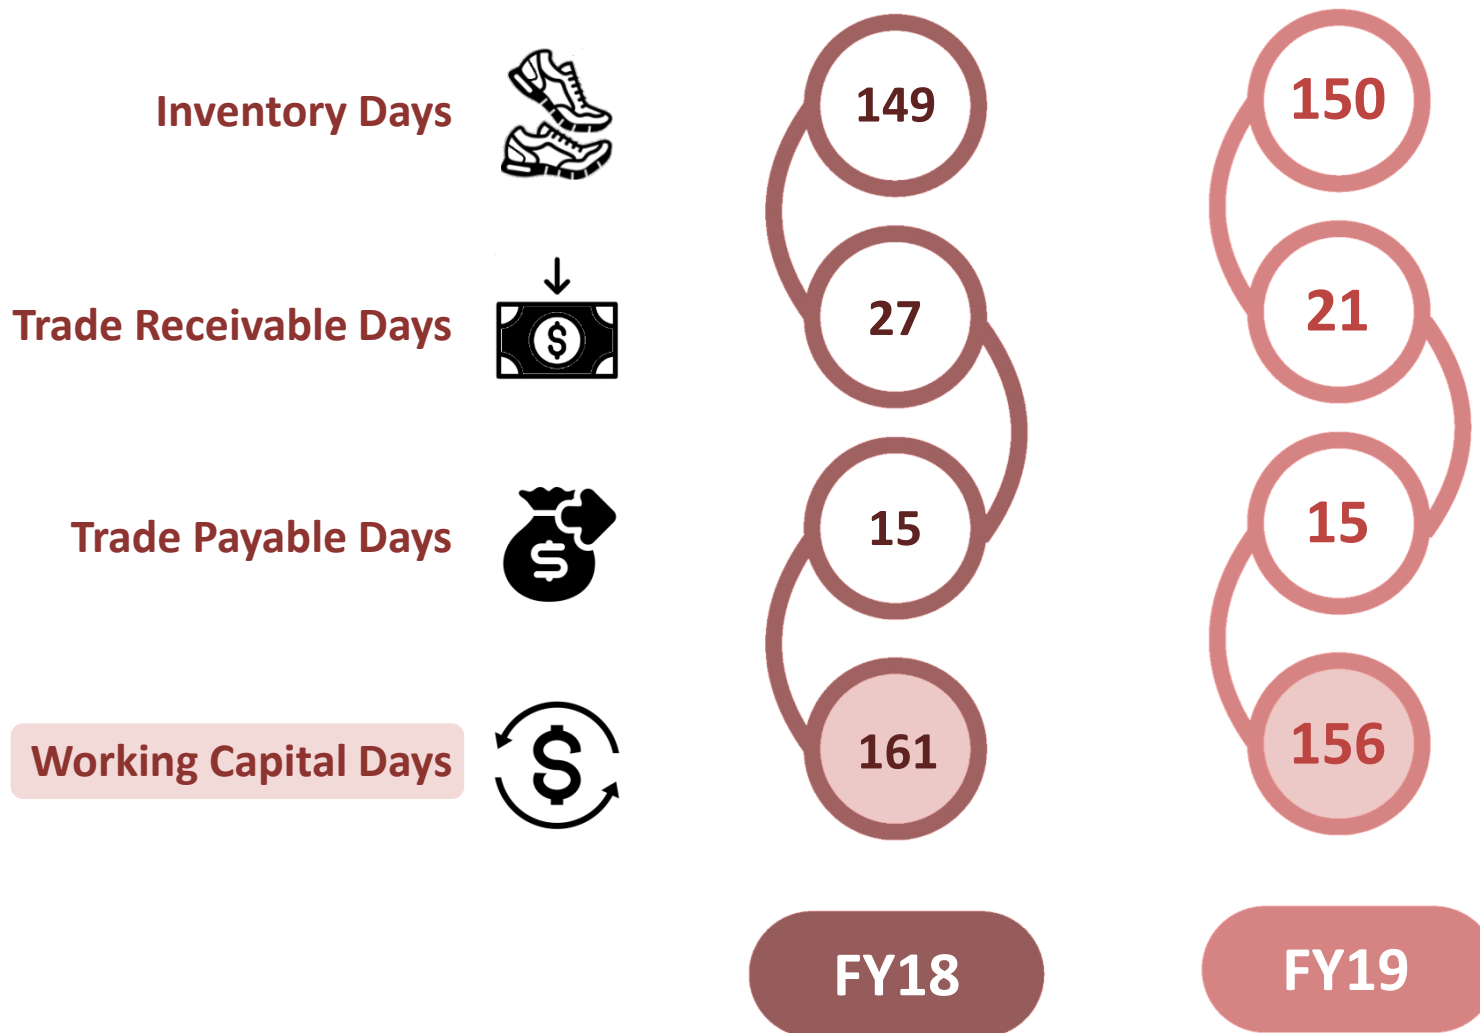 Inventory Days 149 150
Trade Receivable Days $ 27 21
Trade Payable Days $ 15 15
Working Capital Days $ 161 156
FY18 FY19